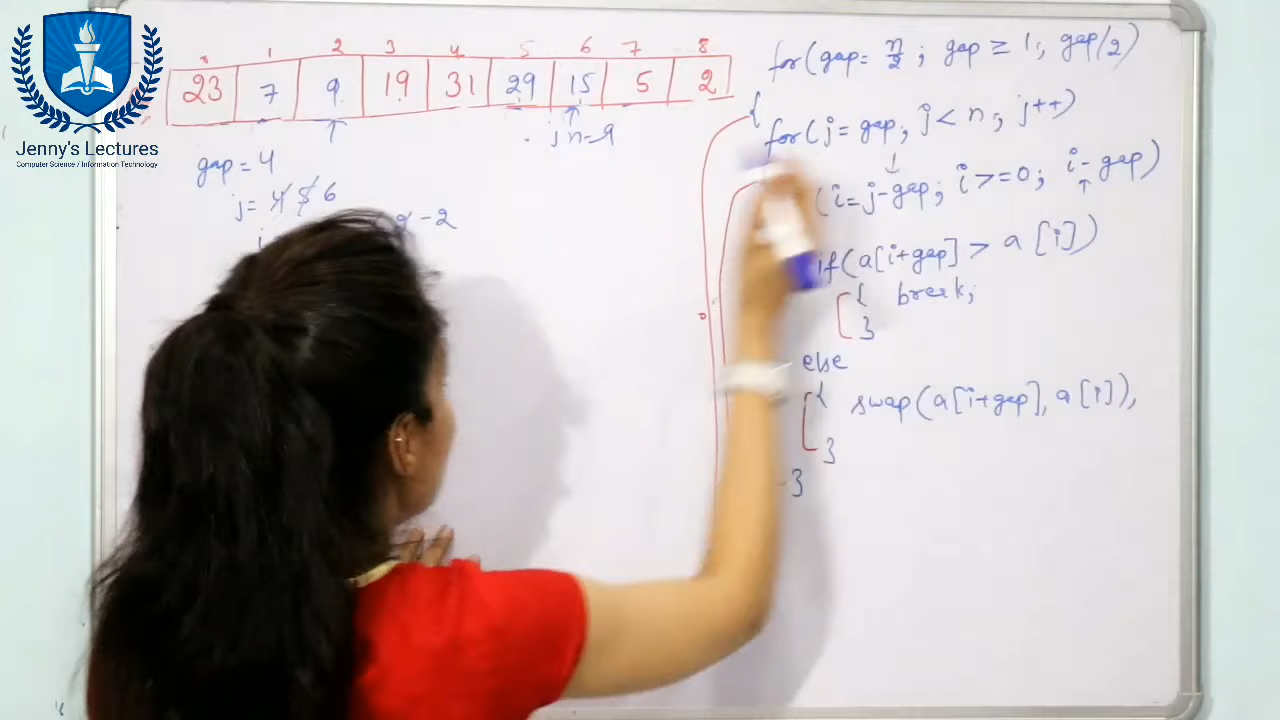 Jenny's Lectures
Computer Science / Information Technology
0 1 2 3 4 5 6 7 8
23 7 9 19 31 29 15 5 2
j n=9
gap = 4
j= 4 5 6
-2
for(gap= n/2 ; gap ≥ 1; gap/2)
{
for(j= gap; j< n; j++)
(i=j-gap; i>=0; i-gap)
if(a[i+gap] > a[i])
{ break;
}
else
{ swap(a[i+gap], a[i]),
}
}